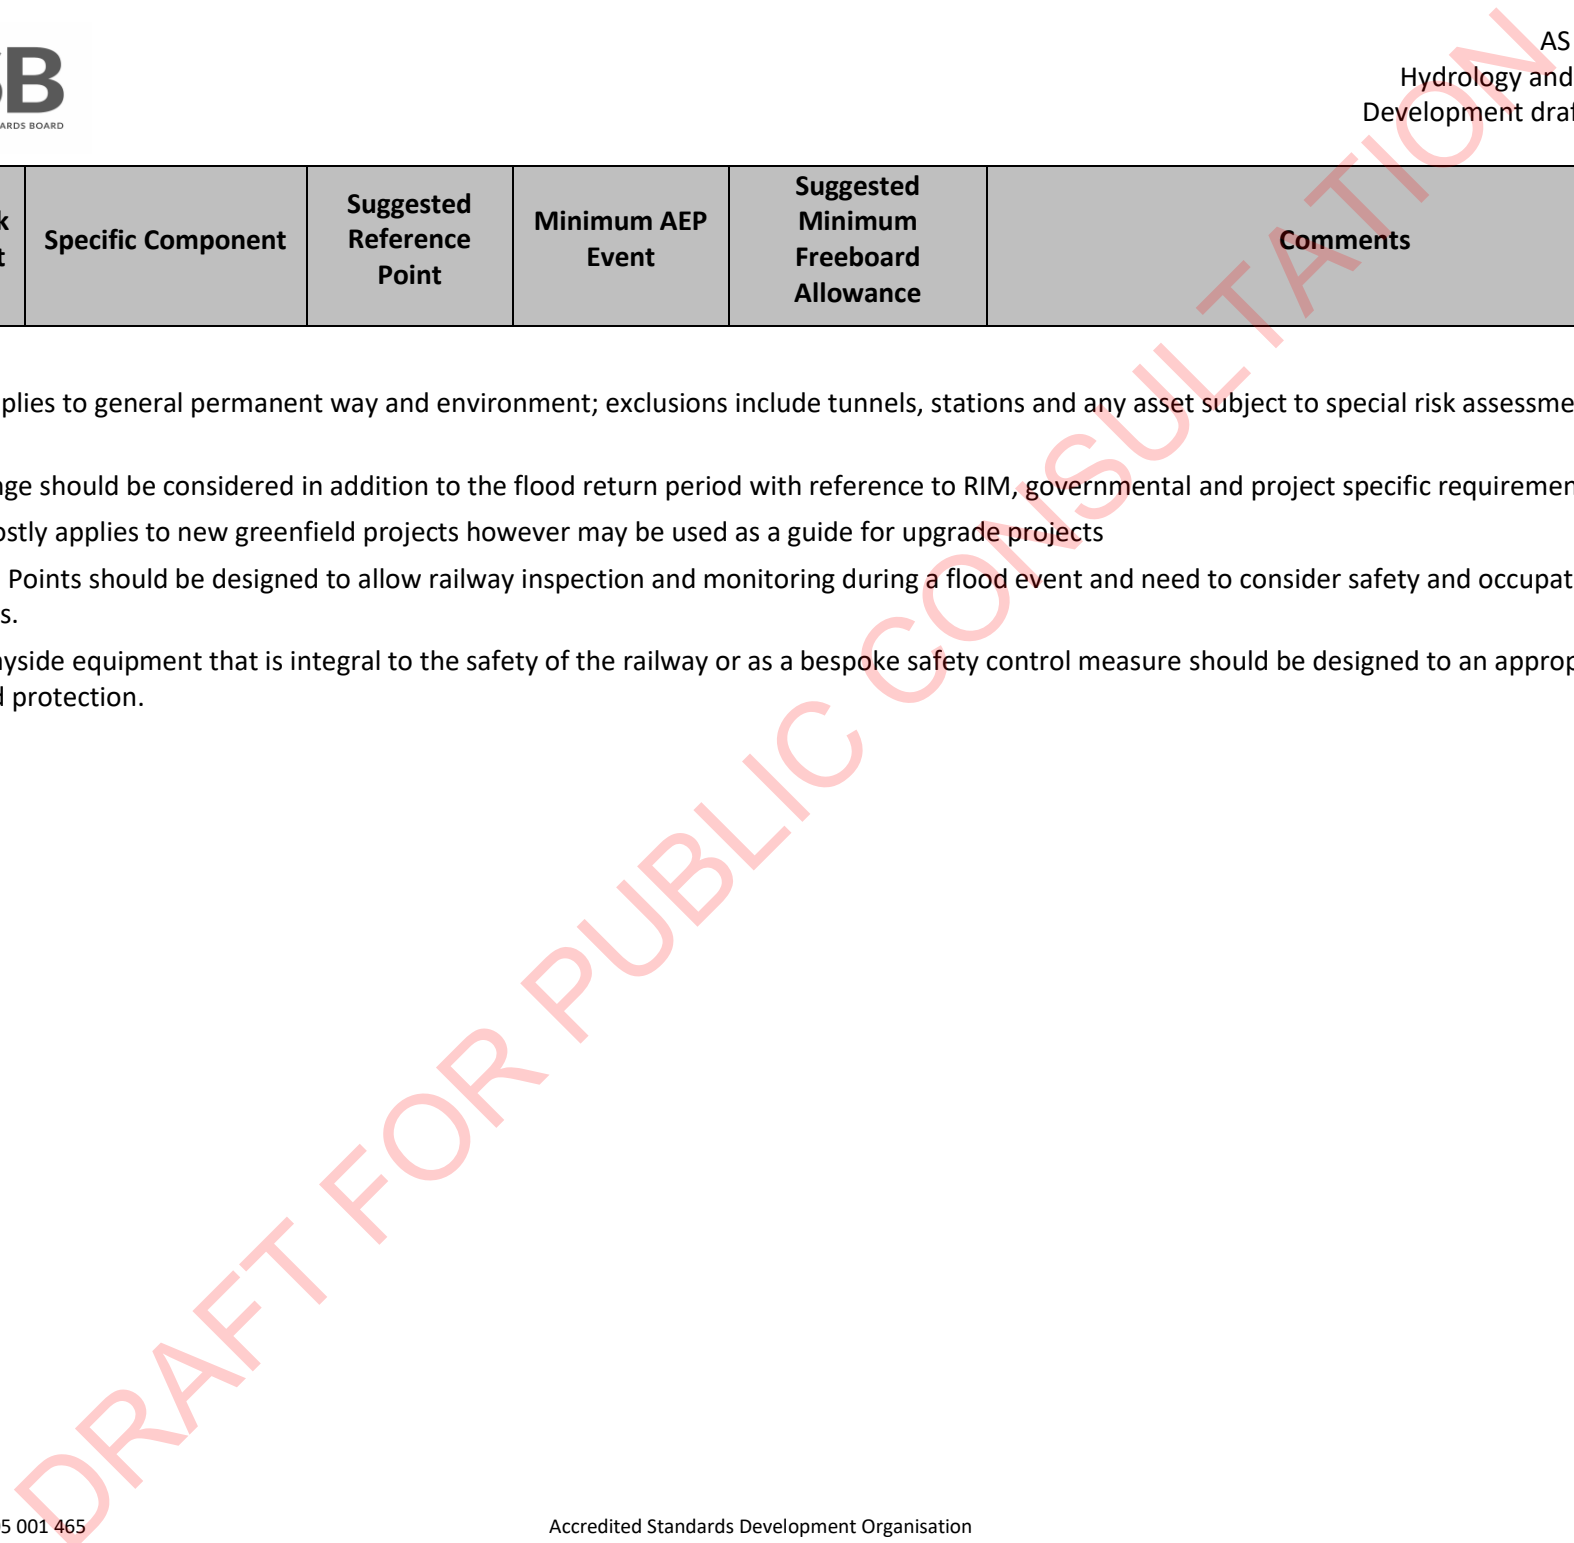 AS
Hydrology and
Development draf
B
ARDS BOARD
k
t
Specific Component
Suggested
Reference
Point
Minimum AEP
Event
Suggested
Minimum
Freeboard
Allowance
Comments
plies to general permanent way and environment; exclusions include tunnels, stations and any asset subject to special risk assessme
nge should be considered in addition to the flood return period with reference to RIM, governmental and project specific requiremen
ostly applies to new greenfield projects however may be used as a guide for upgrade projects
Points should be designed to allow railway inspection and monitoring during a flood event and need to consider safety and occupat
s.
ayside equipment that is integral to the safety of the railway or as a bespoke safety control measure should be designed to an approp
d protection.
DRAFT FOR PUBLIC CONSULTATION
5 001 465
Accredited Standards Development Organisation